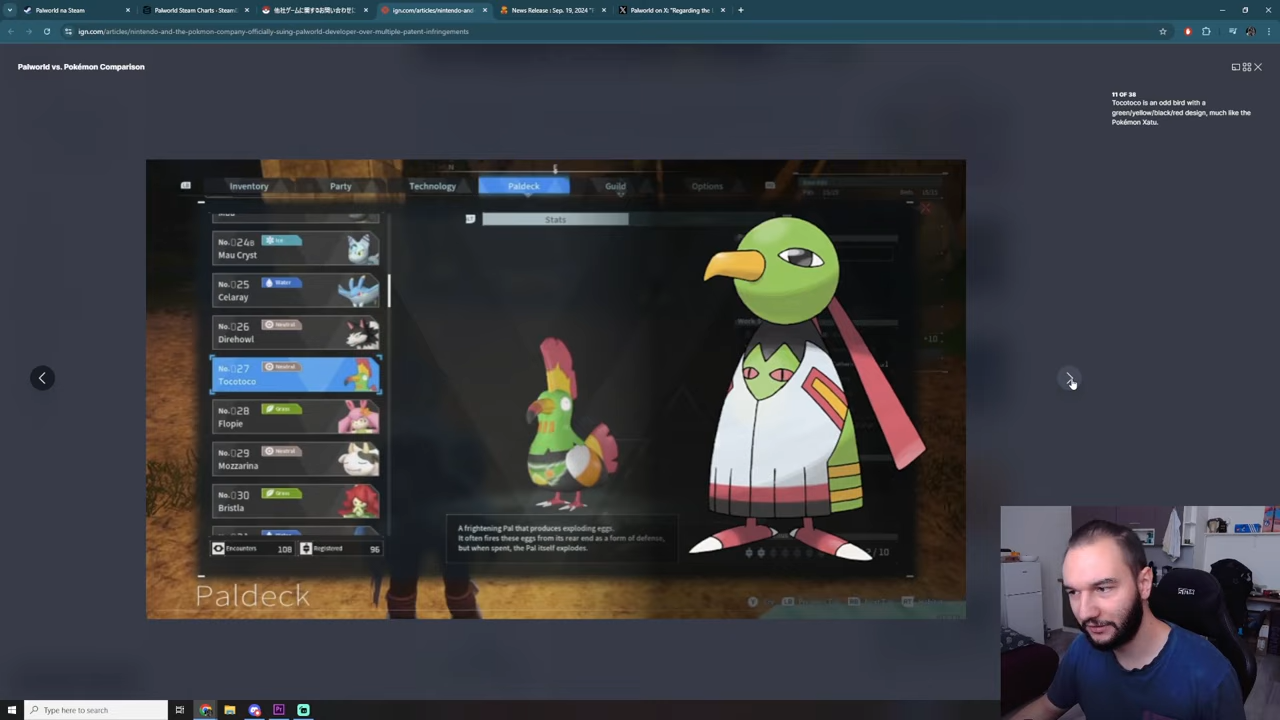 Palworld na Steam
Palworld Steam Charts · Steam
他社ゲームに関するお問い合わせに
ign.com/articles/nintendo-and
News Release : Sep. 19, 2024 "
Palworld on X: "Regarding the
ign.com/articles/nintendo-and-the-pokmon-company-officially-suing-palworld-developer-over-multiple-patent-infringements
Palworld vs. Pokémon Comparison
11 OF 38
Tocotoco is an odd bird with a
green/yellow/black/red design, much like the
Pokémon Xatu.
Inventory
Party
Technology
Paldeck
Guild
Options
Stats
No.024B
Ice
Mau Cryst
No.025
Water
Celaray
No.026
Neutral
Direhowl
No.027
Neutral
Tocotoco
No.028
Grass
Flopie
No.029
Neutral
Mozzarina
No.030
Grass
Bristla
Encounters 108
Registered 96
A frightening Pal that produces exploding eggs.
It often fires these eggs from its rear end as a form of defense,
but when spent, the Pal itself explodes.
+10
/ 10
Paldeck
Type here to search